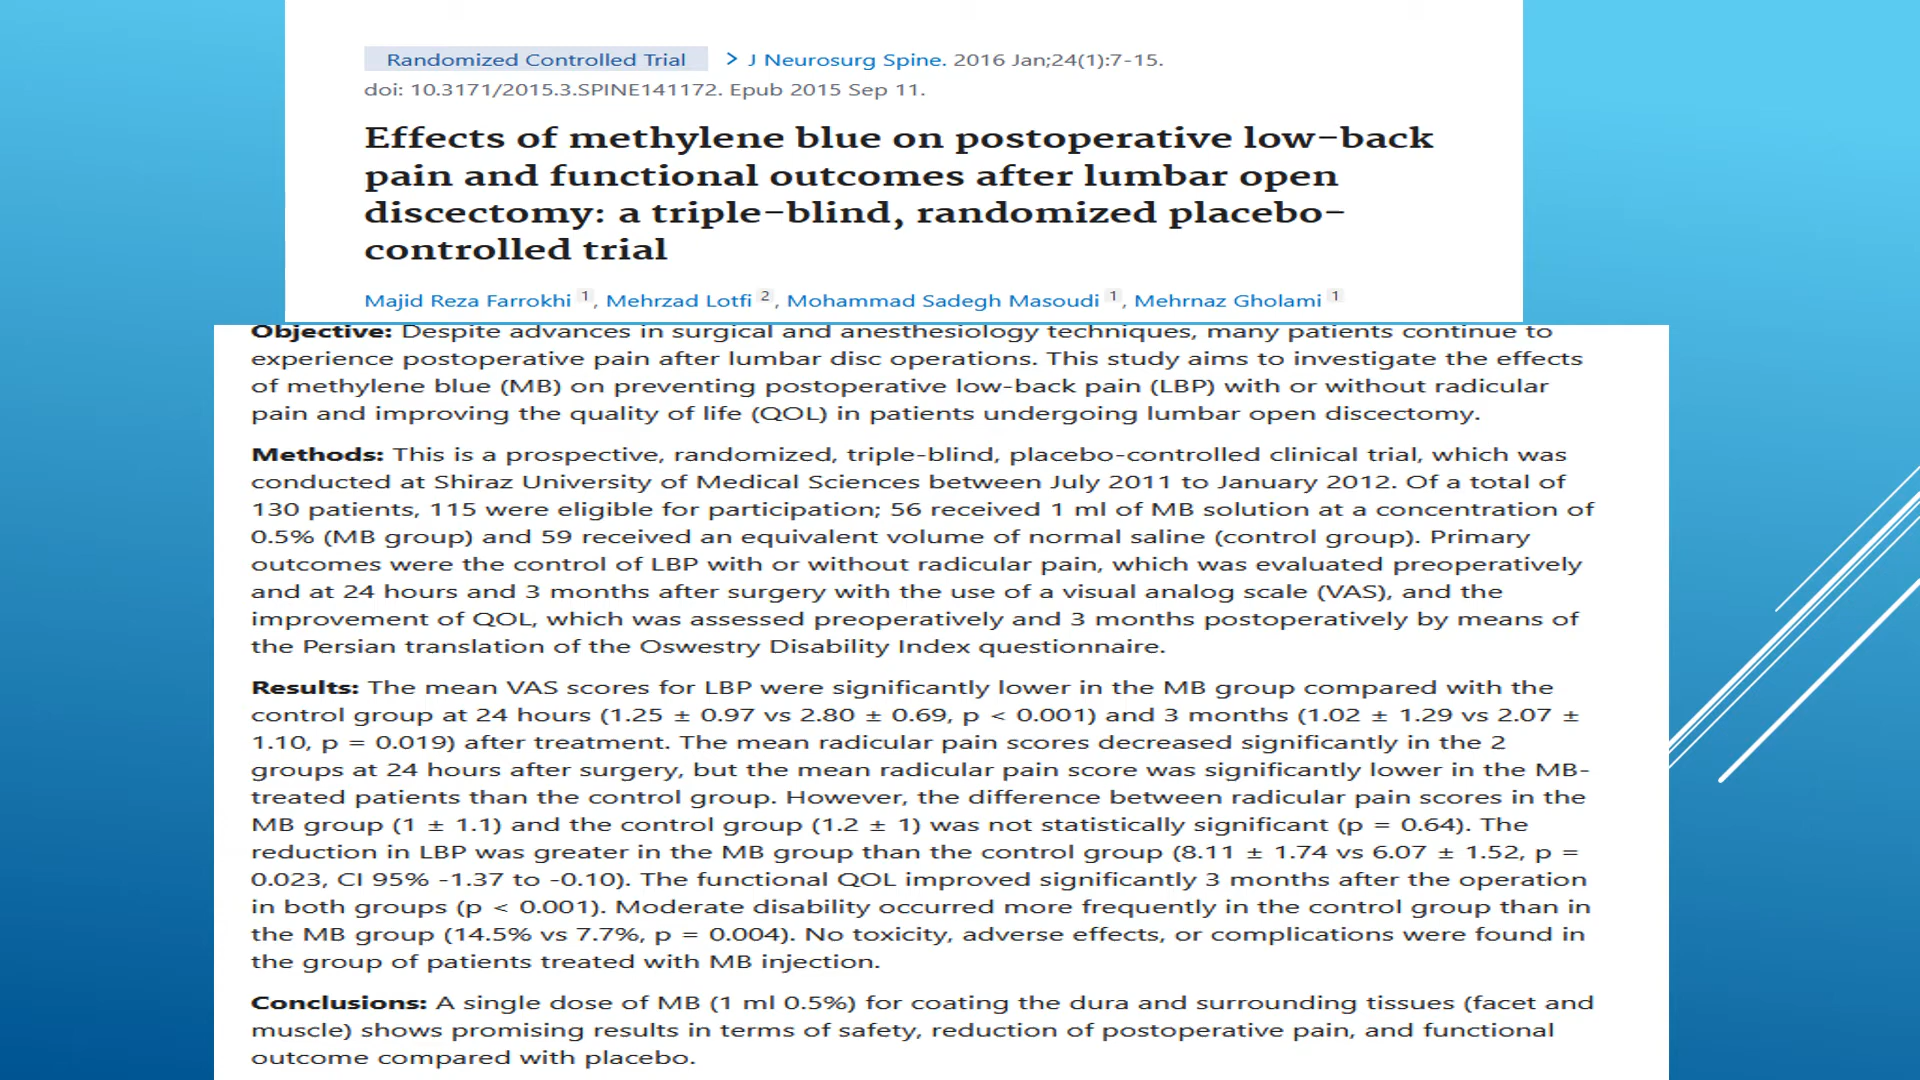 Randomized Controlled Trial > J Neurosurg Spine. 2016 Jan;24(1):7-15.
doi: 10.3171/2015.3.SPINE141172. Epub 2015 Sep 11.
Effects of methylene blue on postoperative low-back
pain and functional outcomes after lumbar open
discectomy: a triple-blind, randomized placebo-
controlled trial
Majid Reza Farrokhi 1, Mehrzad Lotfi 2, Mohammad Sadegh Masoudi 1, Mehrnaz Gholami 1
Objective: Despite advances in surgical and anesthesiology techniques, many patients continue to
experience postoperative pain after lumbar disc operations. This study aims to investigate the effects
of methylene blue (MB) on preventing postoperative low-back pain (LBP) with or without radicular
pain and improving the quality of life (QOL) in patients undergoing lumbar open discectomy.
Methods: This is a prospective, randomized, triple-blind, placebo-controlled clinical trial, which was
conducted at Shiraz University of Medical Sciences between July 2011 to January 2012. Of a total of
130 patients, 115 were eligible for participation; 56 received 1 ml of MB solution at a concentration of
0.5% (MB group) and 59 received an equivalent volume of normal saline (control group). Primary
outcomes were the control of LBP with or without radicular pain, which was evaluated preoperatively
and at 24 hours and 3 months after surgery with the use of a visual analog scale (VAS), and the
improvement of QOL, which was assessed preoperatively and 3 months postoperatively by means of
the Persian translation of the Oswestry Disability Index questionnaire.
Results: The mean VAS scores for LBP were significantly lower in the MB group compared with the
control group at 24 hours (1.25 ± 0.97 vs 2.80 ± 0.69, p < 0.001) and 3 months (1.02 ± 1.29 vs 2.07 ±
1.10, p = 0.019) after treatment. The mean radicular pain scores decreased significantly in the 2
groups at 24 hours after surgery, but the mean radicular pain score was significantly lower in the MB-
treated patients than the control group. However, the difference between radicular pain scores in the
MB group (1 ± 1.1) and the control group (1.2 ± 1) was not statistically significant (p = 0.64). The
reduction in LBP was greater in the MB group than the control group (8.11 ± 1.74 vs 6.07 ± 1.52, p =
0.023, CI 95% -1.37 to -0.10). The functional QOL improved significantly 3 months after the operation
in both groups (p < 0.001). Moderate disability occurred more frequently in the control group than in
the MB group (14.5% vs 7.7%, p = 0.004). No toxicity, adverse effects, or complications were found in
the group of patients treated with MB injection.
Conclusions: A single dose of MB (1 ml 0.5%) for coating the dura and surrounding tissues (facet and
muscle) shows promising results in terms of safety, reduction of postoperative pain, and functional
outcome compared with placebo.